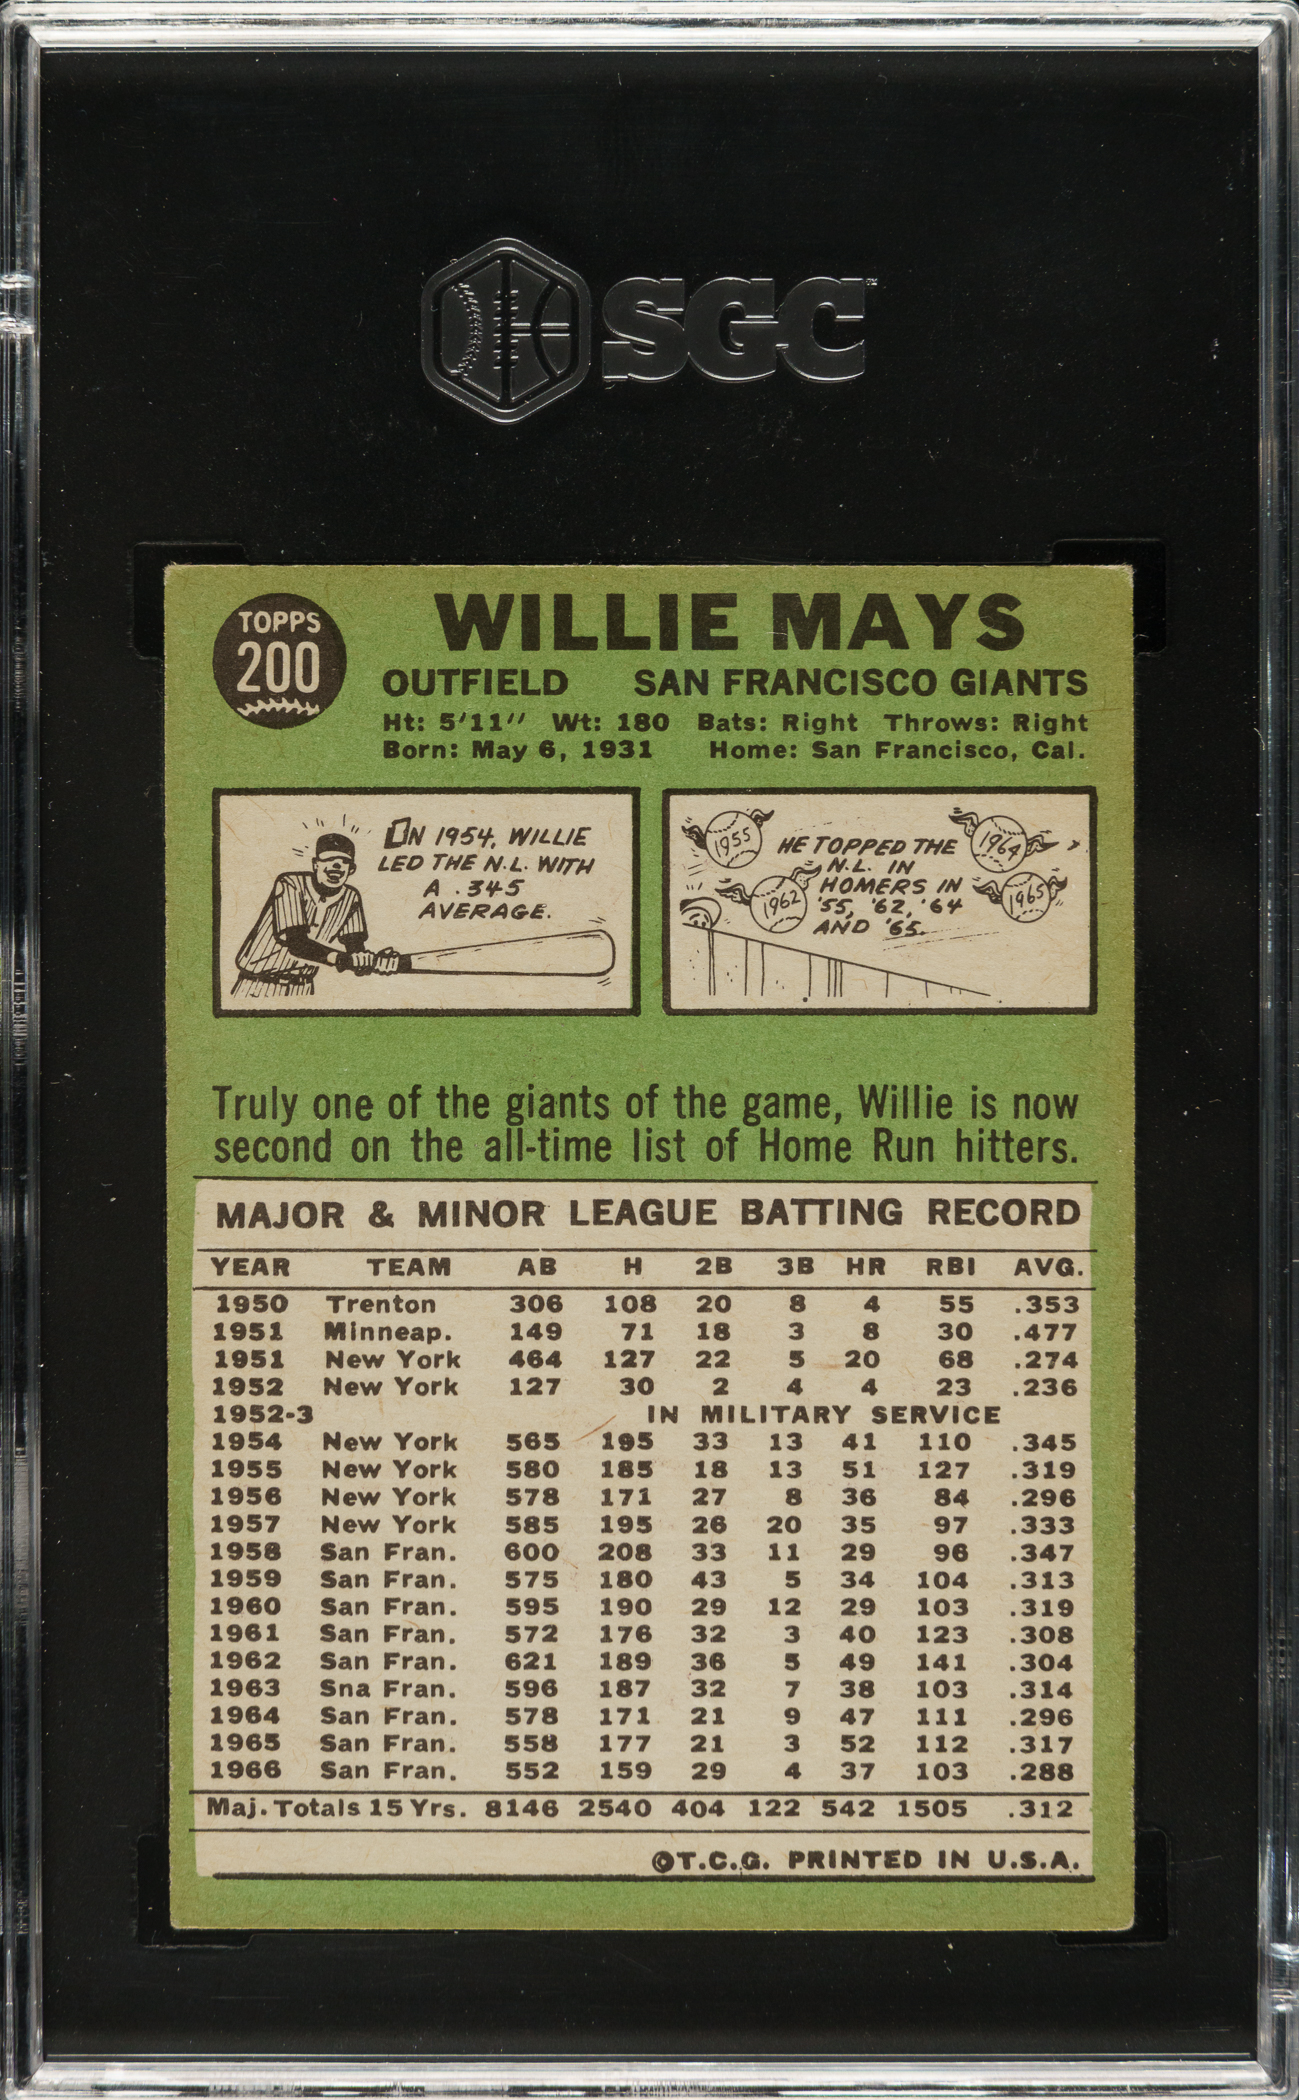 SGC
TOPPS
200
WILLIE MAYS
OUTFIELD SAN FRANCISCO GIANTS
Ht: 5'11" Wt: 180 Bats: Right Throws: Right
Born: May 6, 1931 Home: San Francisco, Cal.
IN 1954, WILLIE
LED THE N.L. WITH
A .345
AVERAGE.
1955
1962
1964
1965
HE TOPPED THE
N.L. IN
HOMERS IN
'55, '62, '64
AND '65.
Truly one of the giants of the game, Willie is now
second on the all-time list of Home Run hitters.
MAJOR & MINOR LEAGUE BATTING RECORD
YEAR TEAM AB H 2B 3B HR RBI AVG.
1950 Trenton 306 108 20 8 4 55 .353
1951 Minneap. 149 71 18 3 8 30 .477
1951 New York 464 127 22 5 20 68 .274
1952 New York 127 30 2 4 4 23 .236
1952-3 IN MILITARY SERVICE
1954 New York 565 195 33 13 41 110 .345
1955 New York 580 185 18 13 51 127 .319
1956 New York 578 171 27 8 36 84 .296
1957 New York 585 195 26 20 35 97 .333
1958 San Fran. 600 208 33 11 29 96 .347
1959 San Fran. 575 180 43 5 34 104 .313
1960 San Fran. 595 190 29 12 29 103 .319
1961 San Fran. 572 176 32 3 40 123 .308
1962 San Fran. 621 189 36 5 49 141 .304
1963 Sna Fran. 596 187 32 7 38 103 .314
1964 San Fran. 578 171 21 9 47 111 .296
1965 San Fran. 558 177 21 3 52 112 .317
1966 San Fran. 552 159 29 4 37 103 .288
Maj. Totals 15 Yrs. 8146 2540 404 122 542 1505 .312
©T.C.G. PRINTED IN U.S.A.